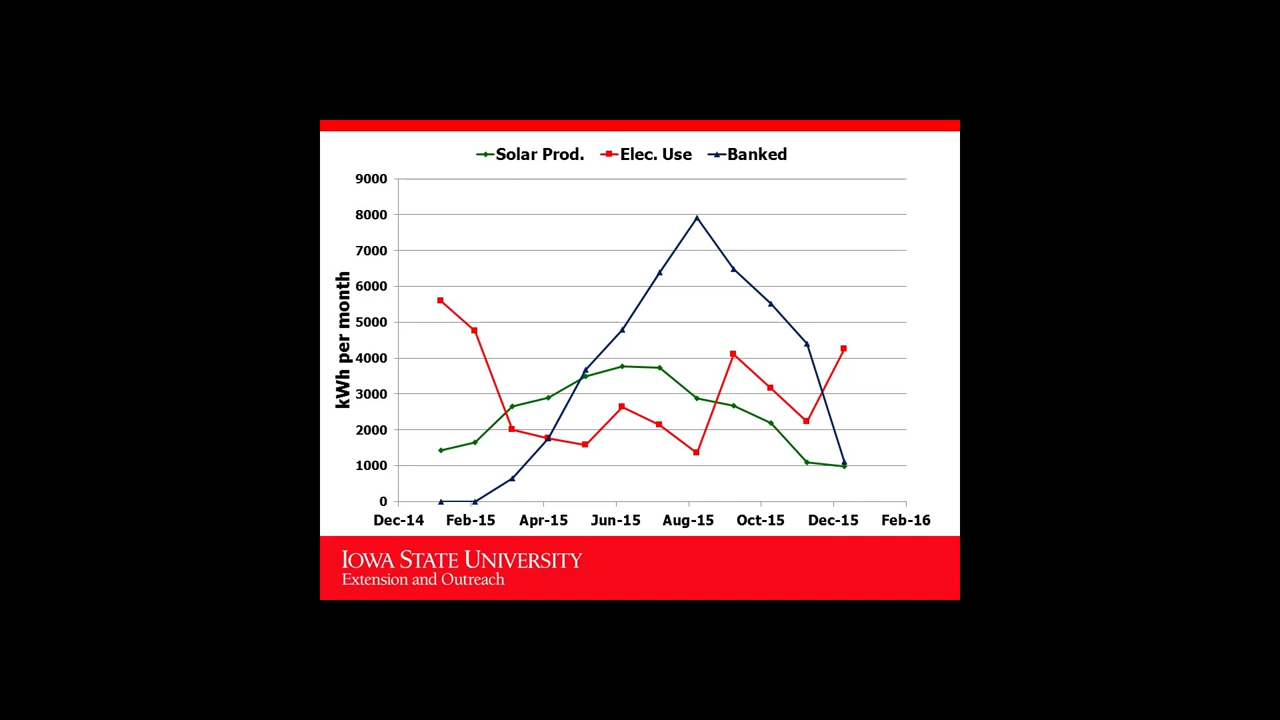 Solar Prod. Elec. Use Banked
9000
8000
7000
6000
5000
4000
3000
2000
1000
0
kWh per month
Dec-14 Feb-15 Apr-15 Jun-15 Aug-15 Oct-15 Dec-15 Feb-16
IOWA STATE UNIVERSITY
Extension and Outreach